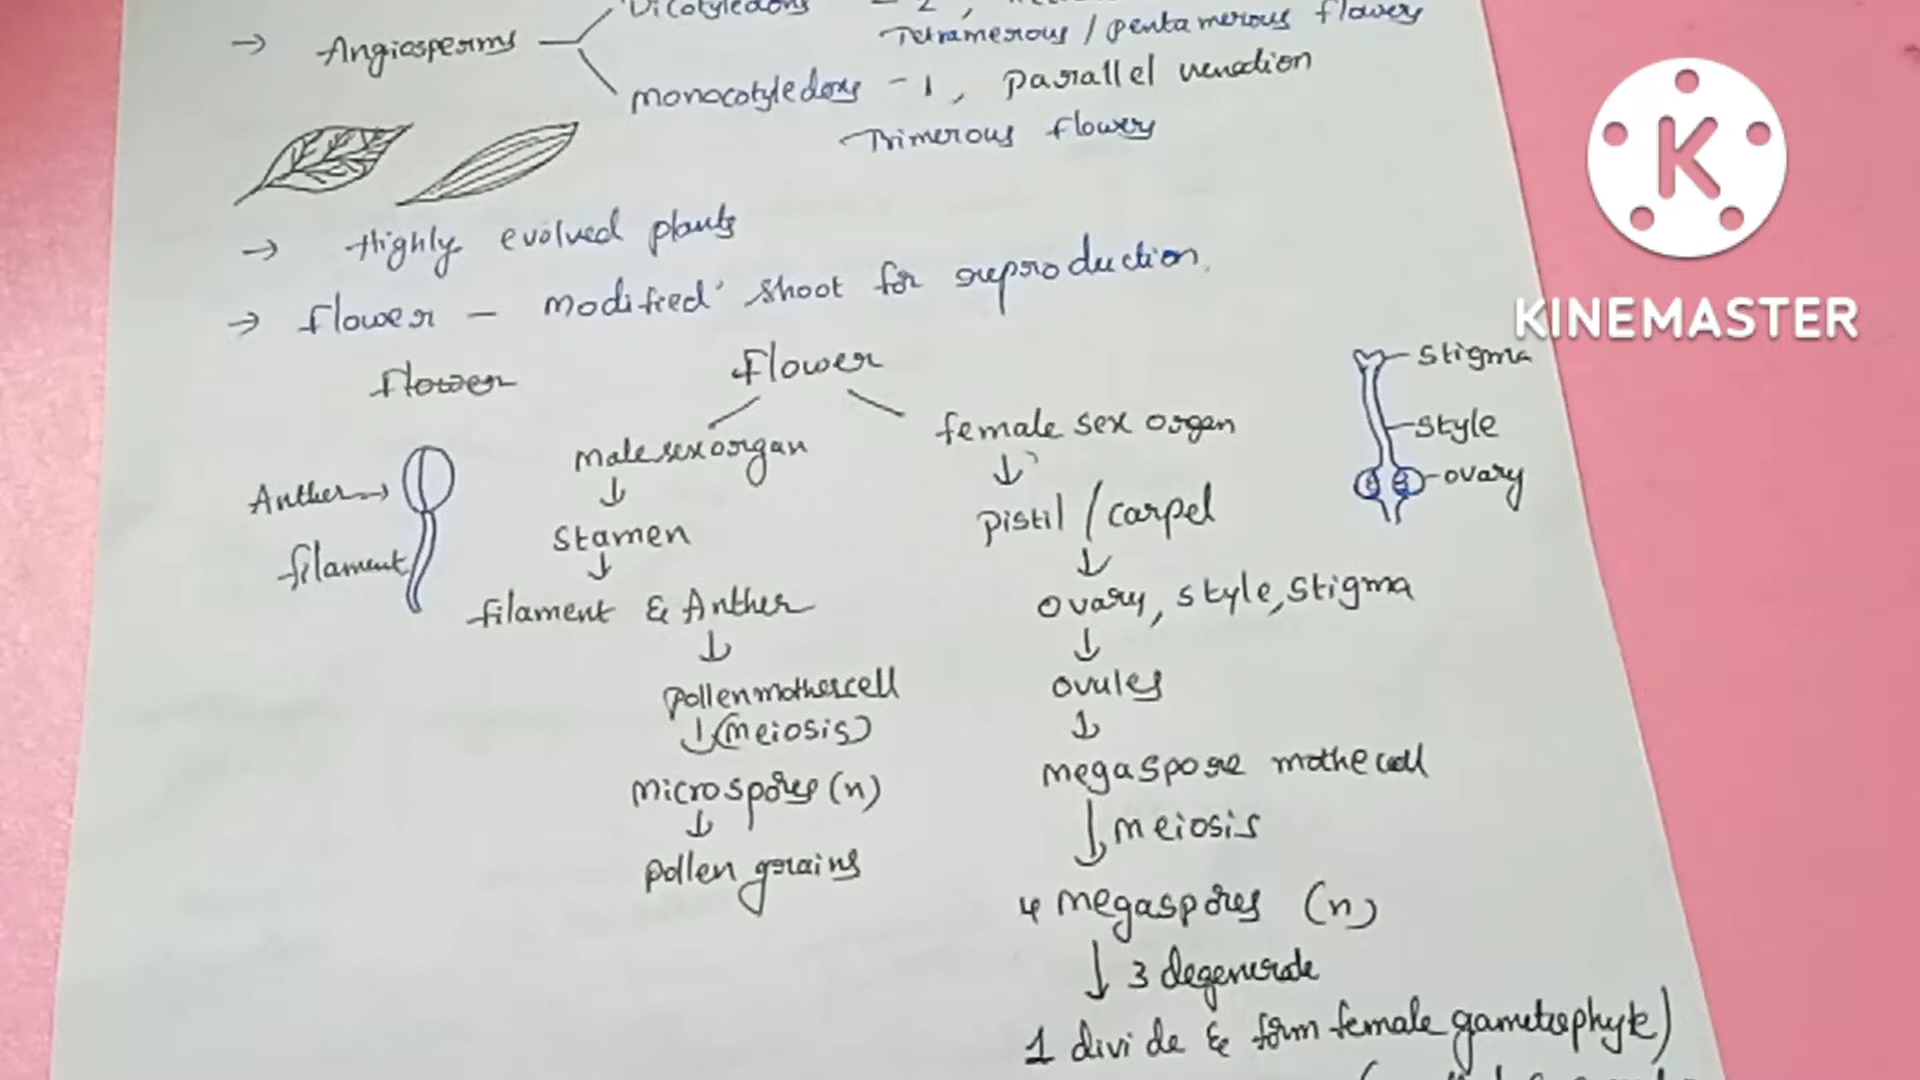 Dicotyledons - 2,
Tetramerous / pentamerous flowers
→ Angiosperms
monocotyledons - 1, parallel venation
Trimerous flowers
→ Highly evolved plants
→ flower - modified shoot for reproduction.
flower
Flower
male sex organ
female sex organ
stigma
style
ovary
Anther →
filament
↓
stamen
↓
filament & Anther
↓
pollen mother cell
↓ (meiosis)
microspores (n)
↓
pollen grains
↓
pistil / carpel
↓
ovary, style, stigma
↓
ovules
↓
megaspore mothe cell
↓ meiosis
4 megaspores (n)
↓ 3 degenerate
1 divide & form female gametophyte)
K
KINEMASTER